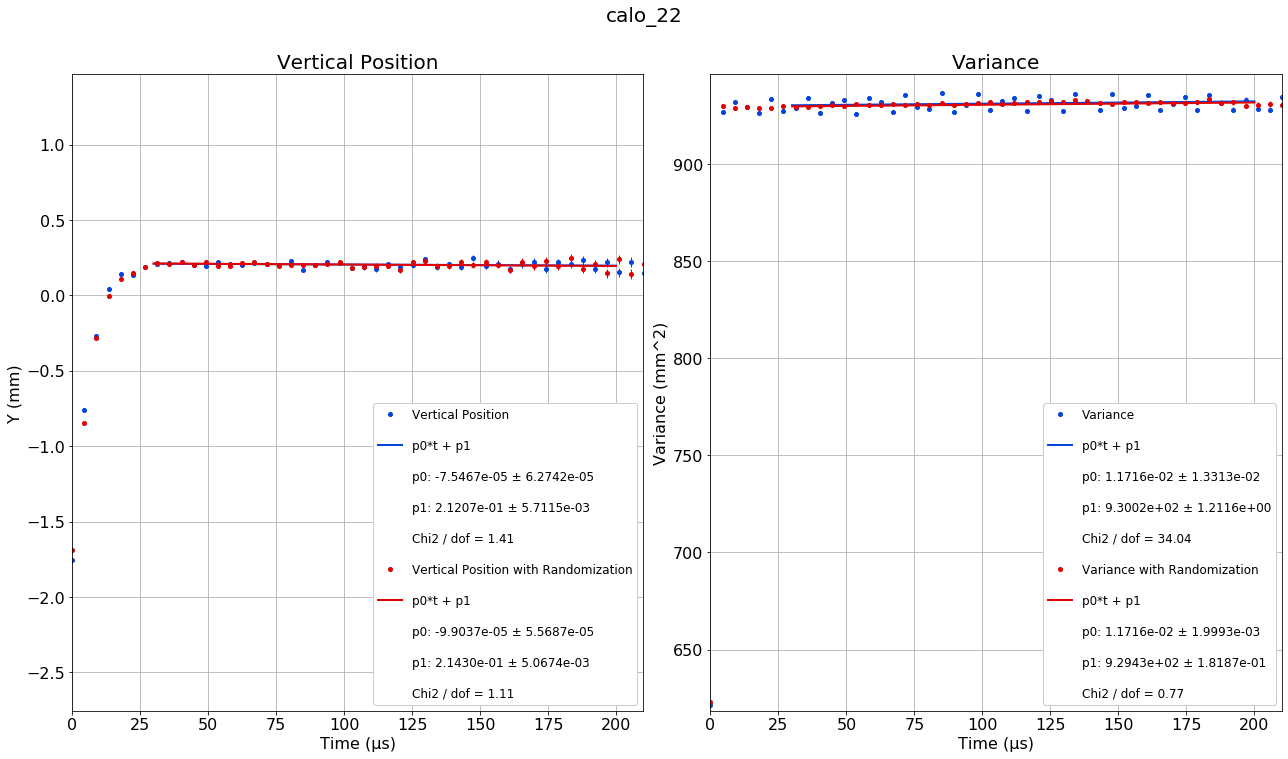 calo_22
Vertical Position
1.0
0.5
0.0
−0.5
−1.0
−1.5
−2.0
−2.5
Y (mm)
0 25 50 75 100 125 150 175 200
Time (μs)
Vertical Position
p0*t + p1
p0: -7.5467e-05 ± 6.2742e-05
p1: 2.1207e-01 ± 5.7115e-03
Chi2 / dof = 1.41
Vertical Position with Randomization
p0*t + p1
p0: -9.9037e-05 ± 5.5687e-05
p1: 2.1430e-01 ± 5.0674e-03
Chi2 / dof = 1.11
Variance
900
850
800
750
700
650
Variance (mm^2)
0 25 50 75 100 125 150 175 200
Time (μs)
Variance
p0*t + p1
p0: 1.1716e-02 ± 1.3313e-02
p1: 9.3002e+02 ± 1.2116e+00
Chi2 / dof = 34.04
Variance with Randomization
p0*t + p1
p0: 1.1716e-02 ± 1.9993e-03
p1: 9.2943e+02 ± 1.8187e-01
Chi2 / dof = 0.77